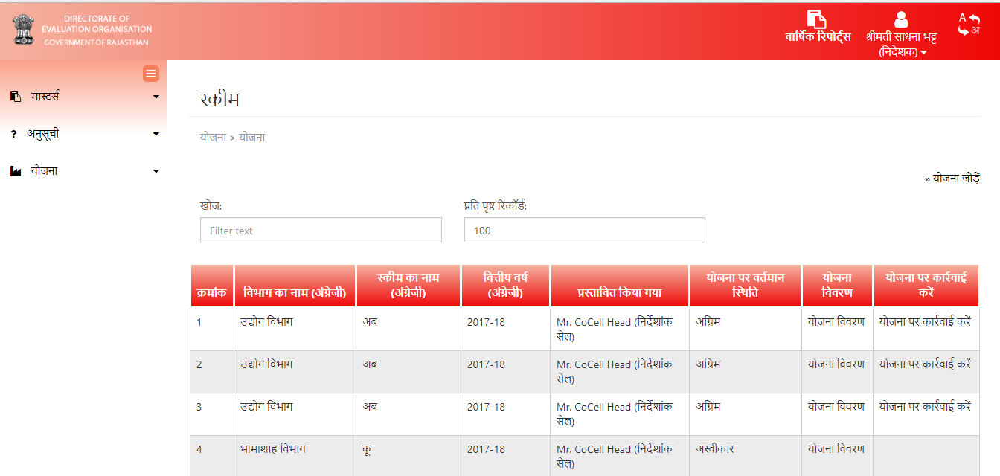 DIRECTORATE OF
EVALUATION ORGANISATION
GOVERNMENT OF RAJASTHAN
वार्षिक रिपोर्ट्स
श्रीमती साधना भट्ट
(निदेशक)
A
अ
मास्टर्स
? अनुसूची
योजना
स्कीम
योजना > योजना
» योजना जोड़ें
खोज:
प्रति पृष्ठ रिकॉर्ड:
Filter text
100
क्रमांक
विभाग का नाम (अंग्रेजी)
स्कीम का नाम
(अंग्रेजी)
वित्तीय वर्ष
(अंग्रेजी)
प्रस्तावित किया गया
योजना पर वर्तमान
स्थिति
योजना
विवरण
योजना पर कार्रवाई
करें
1 उद्योग विभाग अब 2017-18 Mr. CoCell Head (निर्देशांक अग्रिम योजना विवरण योजना पर कार्रवाई करें
सेल)
2 उद्योग विभाग अब 2017-18 Mr. CoCell Head (निर्देशांक अग्रिम योजना विवरण योजना पर कार्रवाई करें
सेल)
3 उद्योग विभाग अब 2017-18 Mr. CoCell Head (निर्देशांक अग्रिम योजना विवरण योजना पर कार्रवाई करें
सेल)
4 भामाशाह विभाग कू 2017-18 Mr. CoCell Head (निर्देशांक अस्वीकार योजना विवरण
सेल)